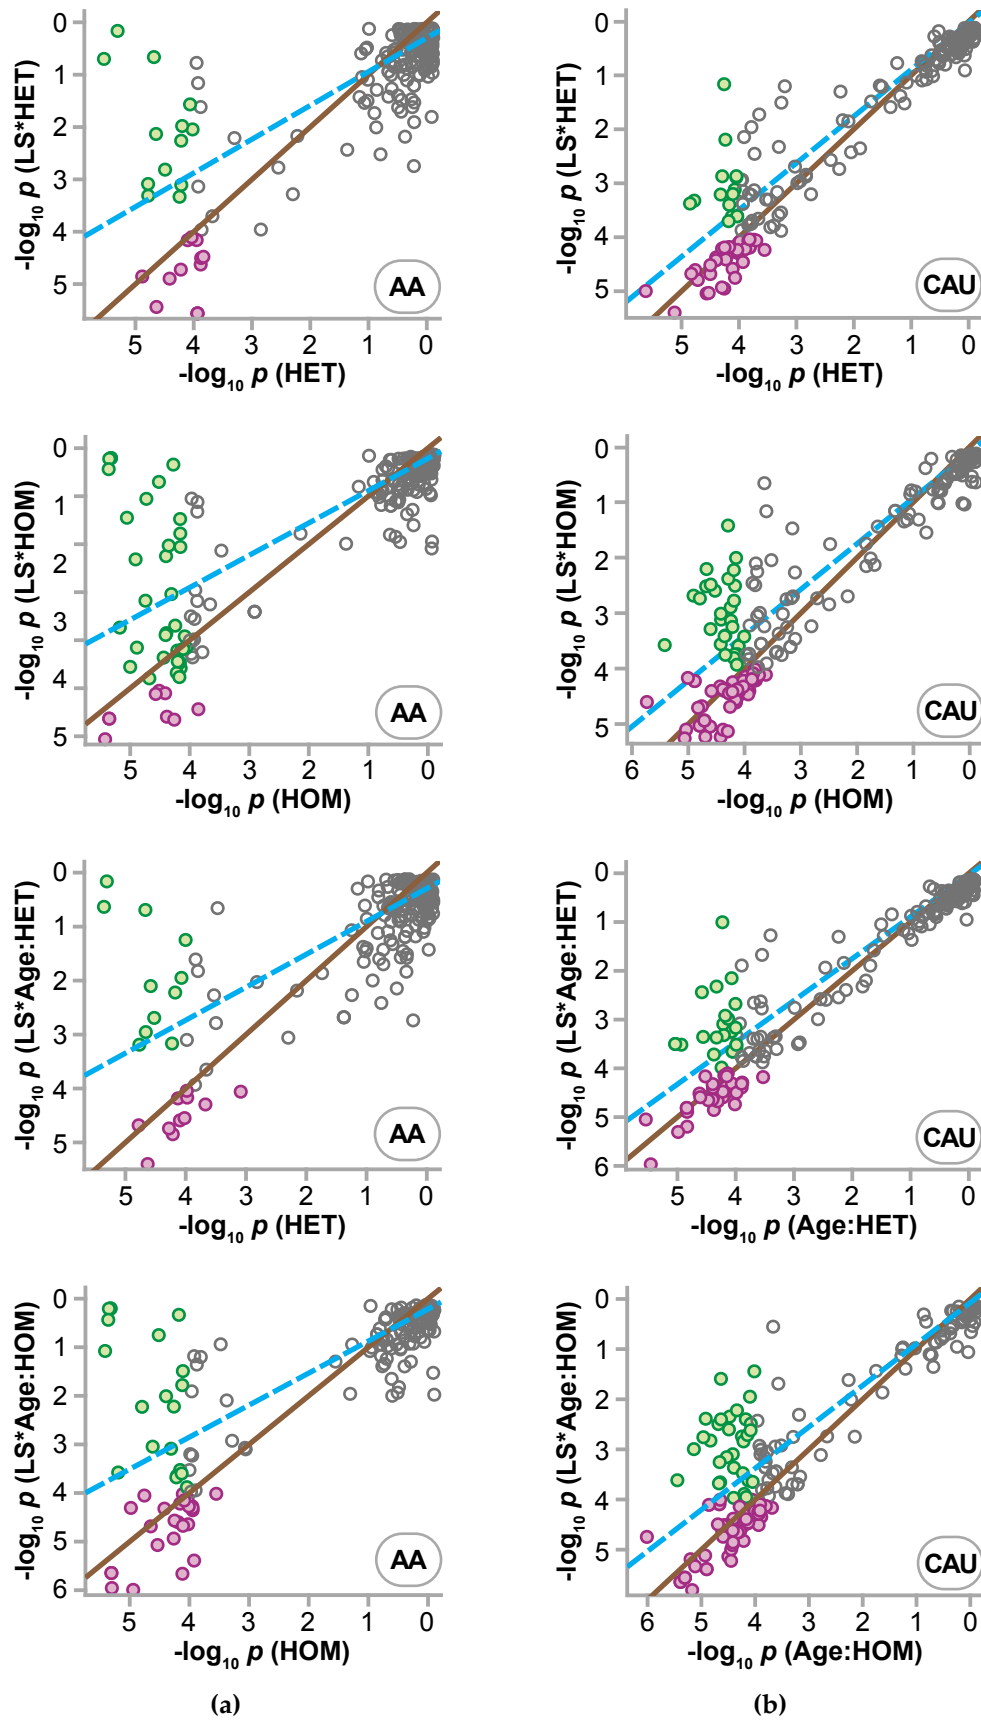 0
1
2
3
4
5
-log10 p (LS*HET)
5 4 3 2 1 0
-log10 p (HET)
AA
0
1
2
3
4
5
-log10 p (LS*HET)
5 4 3 2 1 0
-log10 p (HET)
CAU
0
1
2
3
4
5
-log10 p (LS*HOM)
5 4 3 2 1 0
-log10 p (HOM)
AA
0
1
2
3
4
5
-log10 p (LS*HOM)
6 5 4 3 2 1 0
-log10 p (HOM)
CAU
0
1
2
3
4
5
-log10 p (LS*Age:HET)
5 4 3 2 1 0
-log10 p (HET)
AA
0
1
2
3
4
5
6
-log10 p (LS*Age:HET)
5 4 3 2 1 0
-log10 p (Age:HET)
CAU
0
1
2
3
4
5
6
-log10 p (LS*Age:HOM)
5 4 3 2 1 0
-log10 p (HOM)
AA
0
1
2
3
4
5
-log10 p (LS*Age:HOM)
6 5 4 3 2 1 0
-log10 p (Age:HOM)
CAU
(a)
(b)